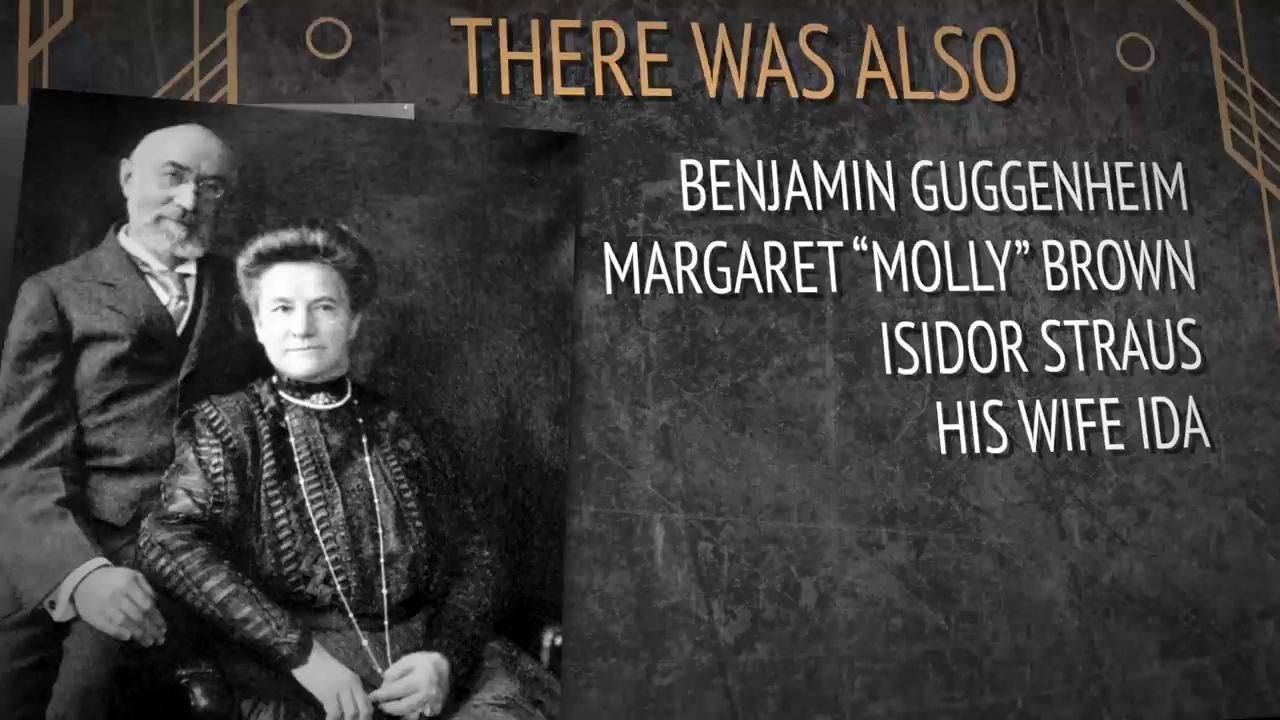 THERE WAS ALSO
BENJAMIN GUGGENHEIM
MARGARET “MOLLY” BROWN
ISIDOR STRAUS
HIS WIFE IDA